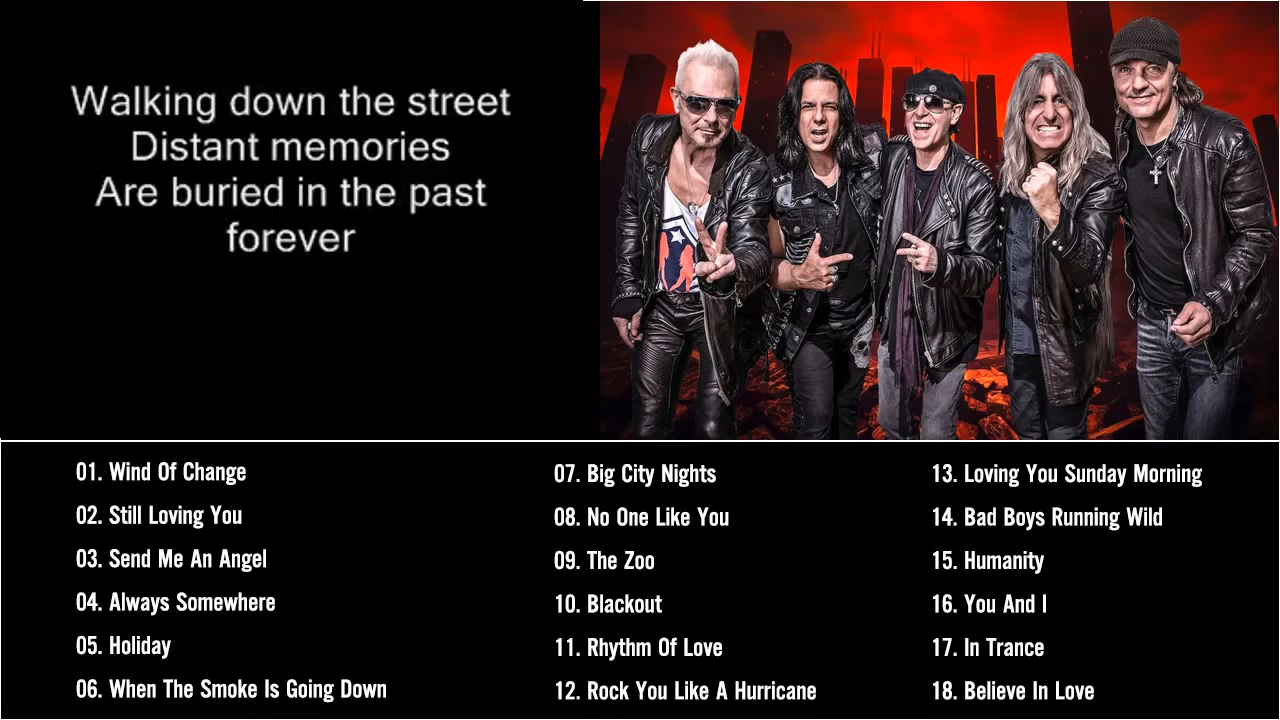 Walking down the street
Distant memories
Are buried in the past
forever
01. Wind Of Change
02. Still Loving You
03. Send Me An Angel
04. Always Somewhere
05. Holiday
06. When The Smoke Is Going Down
07. Big City Nights
08. No One Like You
09. The Zoo
10. Blackout
11. Rhythm Of Love
12. Rock You Like A Hurricane
13. Loving You Sunday Morning
14. Bad Boys Running Wild
15. Humanity
16. You And I
17. In Trance
18. Believe In Love